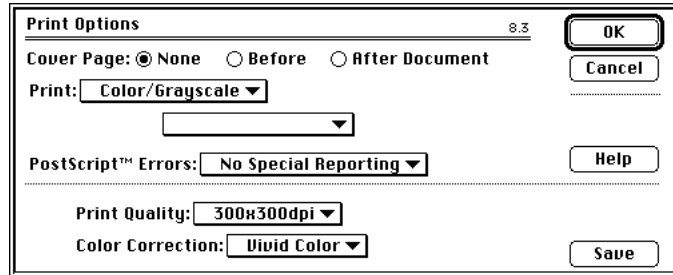 Print Options 8.3 OK
Cover Page: None Before After Document
Cancel
Print: Color/Grayscale
PostScript™ Errors: No Special Reporting
Help
Print Quality: 300x300dpi
Color Correction: Vivid Color
Save